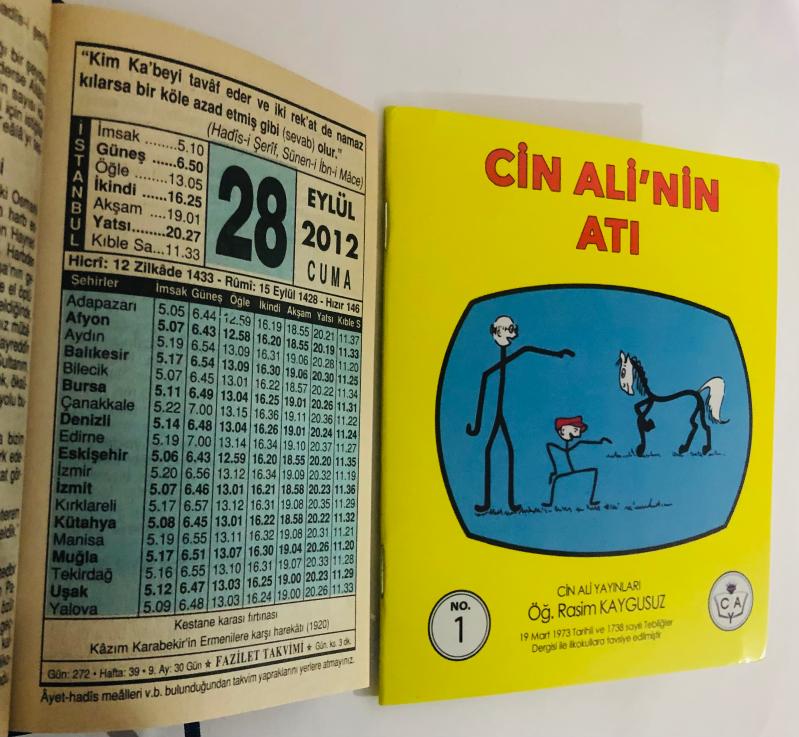 "Kim Ka'beyi tavâf eder ve iki rek'at de namaz
kılarsa bir köle azad etmiş gibi (sevab) olur."
(Hadîs-i Şerîf, Sünen-i İbn-i Mâce)
İSTANBUL
İmsak ........5.10
Güneş ......6.50
Öğle .........13.05
İkindi ......16.25
Akşam ....19.01
Yatsı.......20.27
Kıble Sa...11.33
28
EYLÜL
2012
CUMA
Hicrî: 12 Zilkâde 1433 - Rûmî: 15 Eylül 1428 - Hızır 146
Şehirler İmsak Güneş Öğle İkindi Akşam Yatsı Kıble S
Adapazarı 5.05 6.44 12.59 16.19 18.55 20.21 11.37
Afyon 5.07 6.43 12.58 16.20 18.55 20.19 11.33
Aydın 5.19 6.54 13.09 16.31 19.06 20.28 11.20
Balıkesir 5.17 6.54 13.09 16.30 19.06 20.30 11.25
Bilecik 5.07 6.45 13.01 16.22 18.57 20.22 11.34
Bursa 5.11 6.49 13.04 16.25 19.01 20.26 11.31
Çanakkale 5.22 7.00 13.15 16.36 19.11 20.36 11.22
Denizli 5.14 6.48 13.04 16.26 19.01 20.24 11.24
Edirne 5.19 7.00 13.14 16.34 19.10 20.37 11.27
Eskişehir 5.06 6.43 12.59 16.20 18.55 20.20 11.35
İzmir 5.20 6.56 13.12 16.34 19.09 20.32 11.19
İzmit 5.07 6.46 13.01 16.21 18.58 20.23 11.36
Kırklareli 5.17 6.57 13.12 16.31 19.08 20.35 11.29
Kütahya 5.08 6.45 13.01 16.22 18.58 20.22 11.32
Manisa 5.19 6.55 13.11 16.32 19.08 20.31 11.21
Muğla 5.17 6.51 13.07 16.30 19.04 20.26 11.20
Tekirdağ 5.16 6.55 13.10 16.31 19.07 20.33 11.28
Uşak 5.12 6.47 13.03 16.25 19.00 20.23 11.29
Yalova 5.09 6.48 13.03 16.24 19.00 20.26 11.33
Kestane karası fırtınası
Kâzım Karabekir'in Ermenilere karşı harekâtı (1920)
Gün: 272 • Hafta: 39 • 9. Ay: 30 Gün ★ FAZİLET TAKVİMİ ★ Gün. ks. 3 dk.
Âyet-hadîs meâlleri v.b. bulunduğundan takvim yapraklarını yerlere atmayınız.
CİN ALİ'NİN
ATI
NO.
1
CİN ALİ YAYINLARI
Öğ. Rasim KAYGUSUZ
19 Mart 1973 Tarihli ve 1738 sayılı Tebliğler
Dergisi ile ilkokullara tavsiye edilmiştir
C A
Y